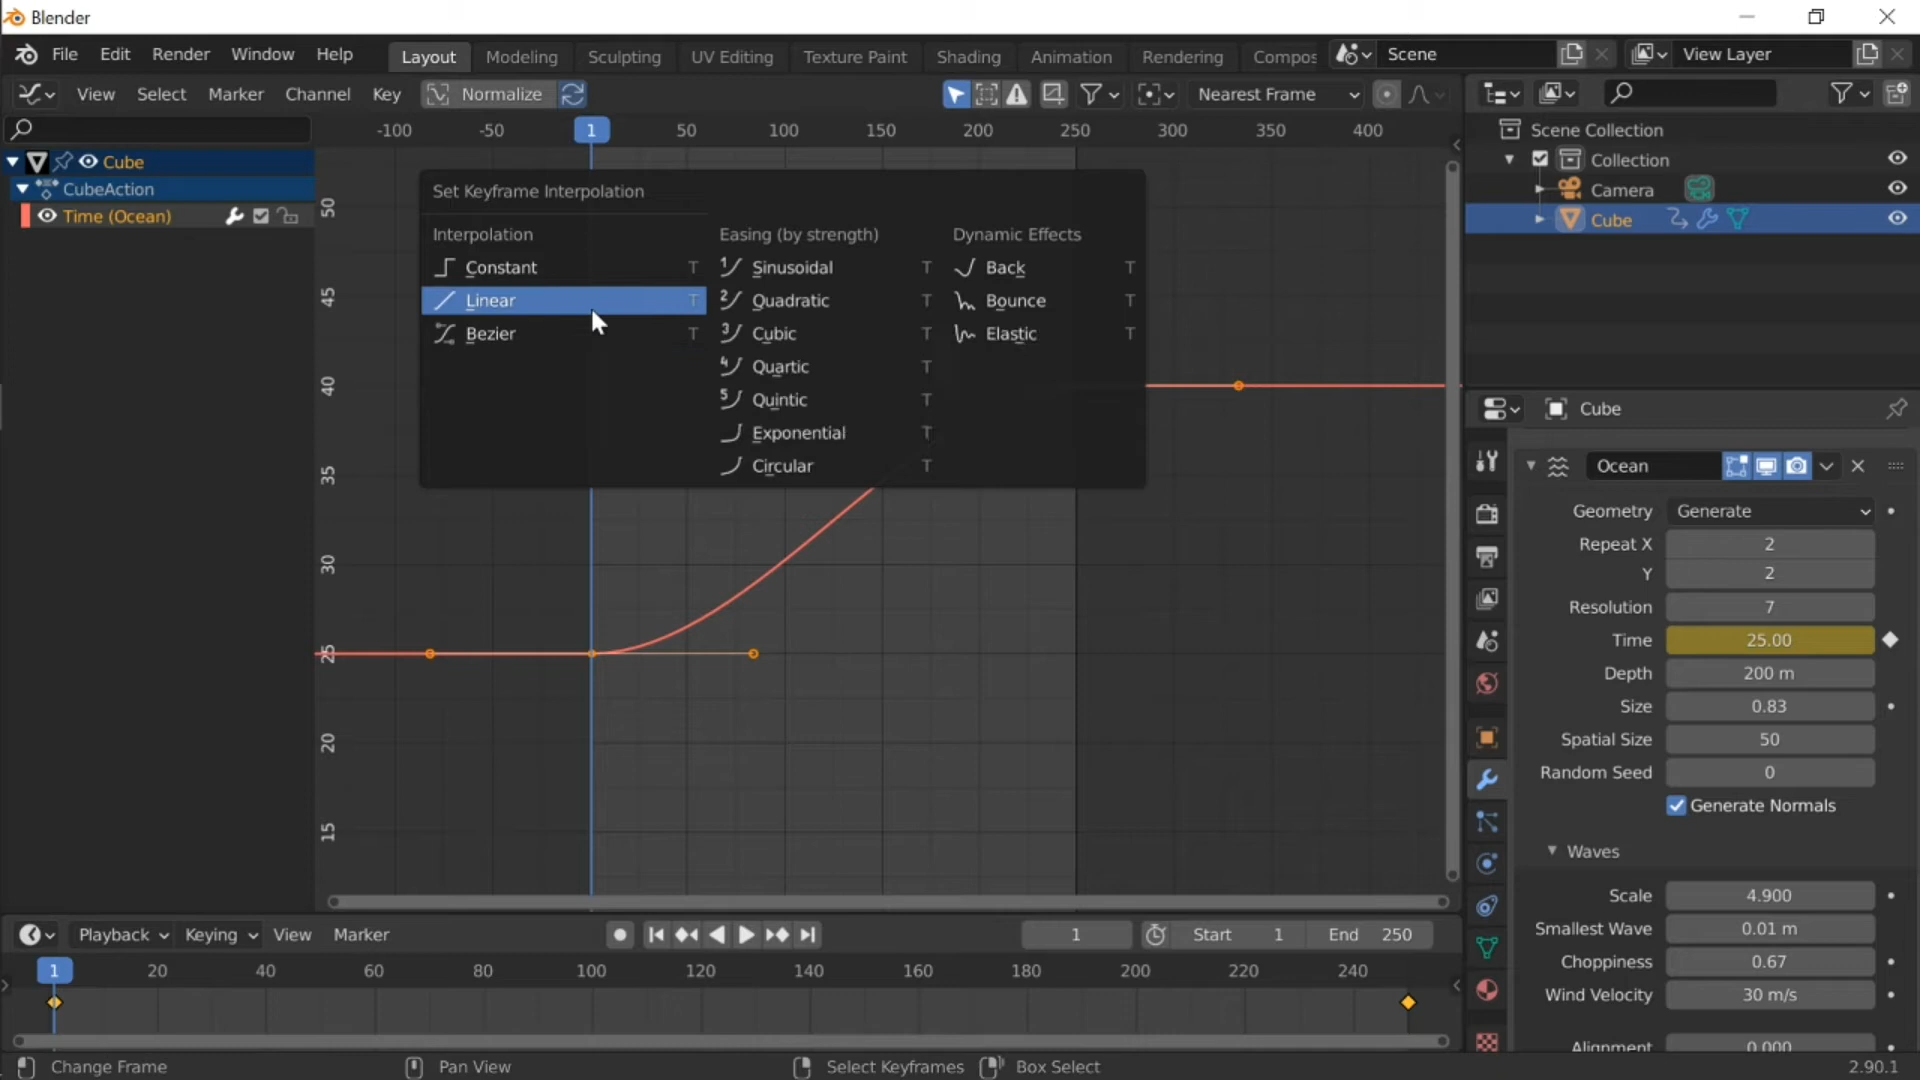 Blender
File Edit Render Window Help Layout Modeling Sculpting UV Editing Texture Paint Shading Animation Rendering Compos Scene View Layer
View Select Marker Channel Key Normalize Nearest Frame
-100 -50 1 50 100 150 200 250 300 350 400
Cube
CubeAction
Time (Ocean)
50
45
40
35
30
25
20
15
Set Keyframe Interpolation
Interpolation Easing (by strength) Dynamic Effects
Constant T Sinusoidal T Back T
Linear T Quadratic T Bounce T
Bezier T Cubic T Elastic T
Quartic T
Quintic T
Exponential T
Circular T
Scene Collection
Collection
Camera
Cube
Cube
Ocean
Geometry Generate
Repeat X 2
Y 2
Resolution 7
Time 25.00
Depth 200 m
Size 0.83
Spatial Size 50
Random Seed 0
Generate Normals
Waves
Scale 4.900
Smallest Wave 0.01 m
Choppiness 0.67
Wind Velocity 30 m/s
Alignment 0.000
Playback Keying View Marker 1 Start 1 End 250
1 20 40 60 80 100 120 140 160 180 200 220 240
Change Frame Pan View Select Keyframes Box Select 2.90.1